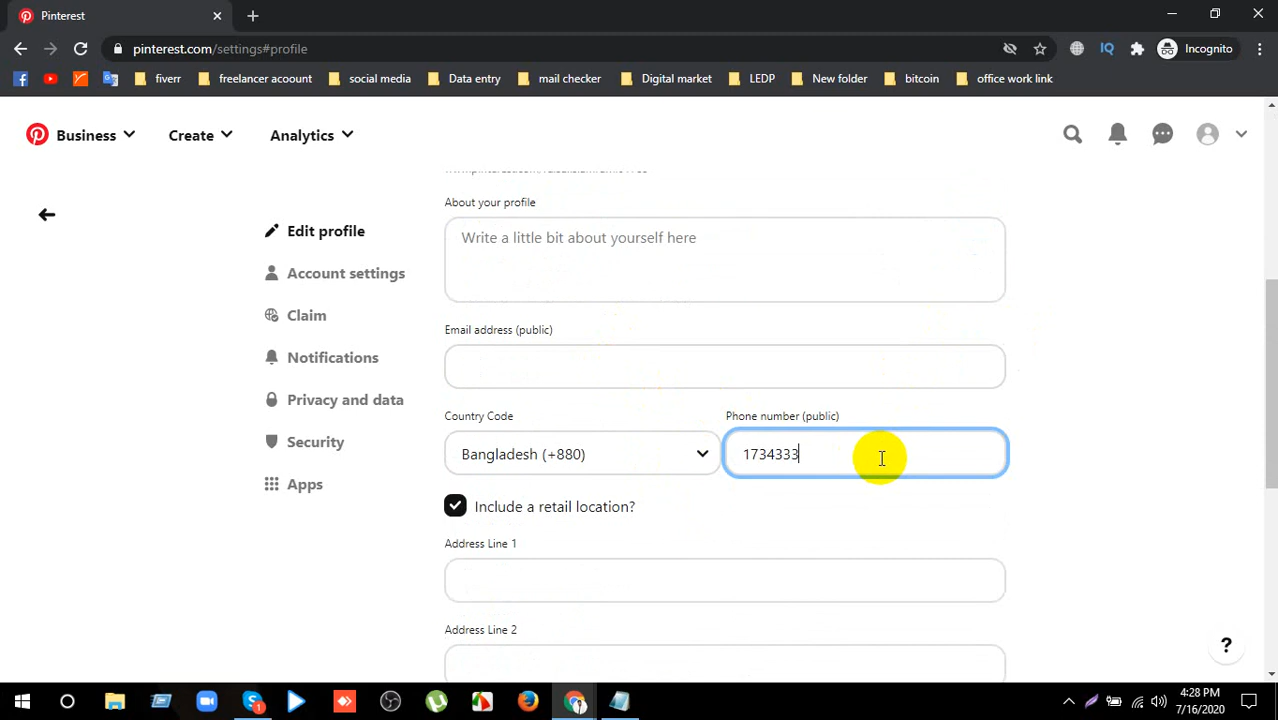 Pinterest
pinterest.com/settings#profile
Incognito
fiverr
freelancer acount
social media
Data entry
mail checker
Digital market
LEDP
New folder
bitcoin
office work link
Business
Create
Analytics
About your profile
Write a little bit about yourself here
Edit profile
Account settings
Claim
Notifications
Privacy and data
Security
Apps
Email address (public)
Country Code
Phone number (public)
Bangladesh (+880)
1734333
Include a retail location?
Address Line 1
Address Line 2
?
4:28 PM
7/16/2020